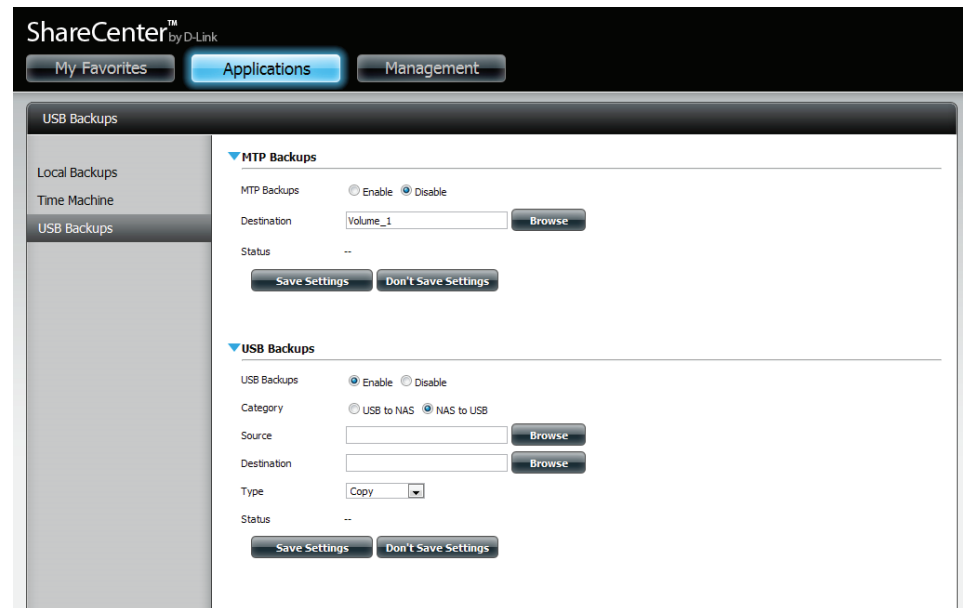 ShareCenter™ by D-Link
My Favorites Applications Management
USB Backups
Local Backups
Time Machine
USB Backups
MTP Backups
MTP Backups Enable Disable
Destination Volume_1 Browse
Status --
Save Settings Don't Save Settings
USB Backups
USB Backups Enable Disable
Category USB to NAS NAS to USB
Source Browse
Destination Browse
Type Copy
Status --
Save Settings Don't Save Settings